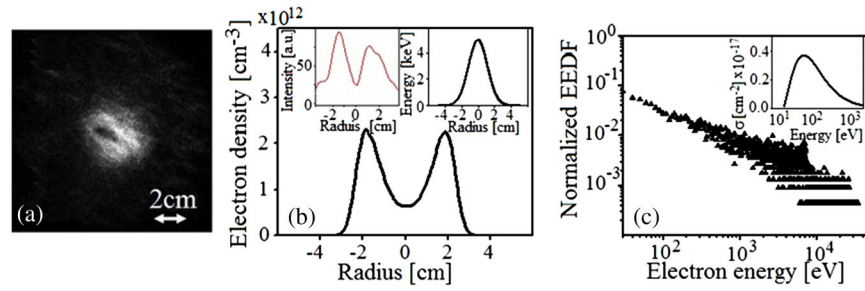 (a)
2cm
x10^12
Electron density [cm-3]
4
3
2
1
0
-2 0 2 4
Radius [cm]
(b)
Intensity [a.u.]
50
-2 0 2
Raduius [cm]
Energy [keV]
4
2
0
-4 -2 0 2 4
Radius [cm]
Normalized EEDF
10^0
10^-1
10^-2
10^-3
10^2 10^3 10^4
Electron energy [eV]
(c)
σ [cm-2]x10-17
0.4
0.2
0.0
10^1 10^2 10^3
Energy [eV]